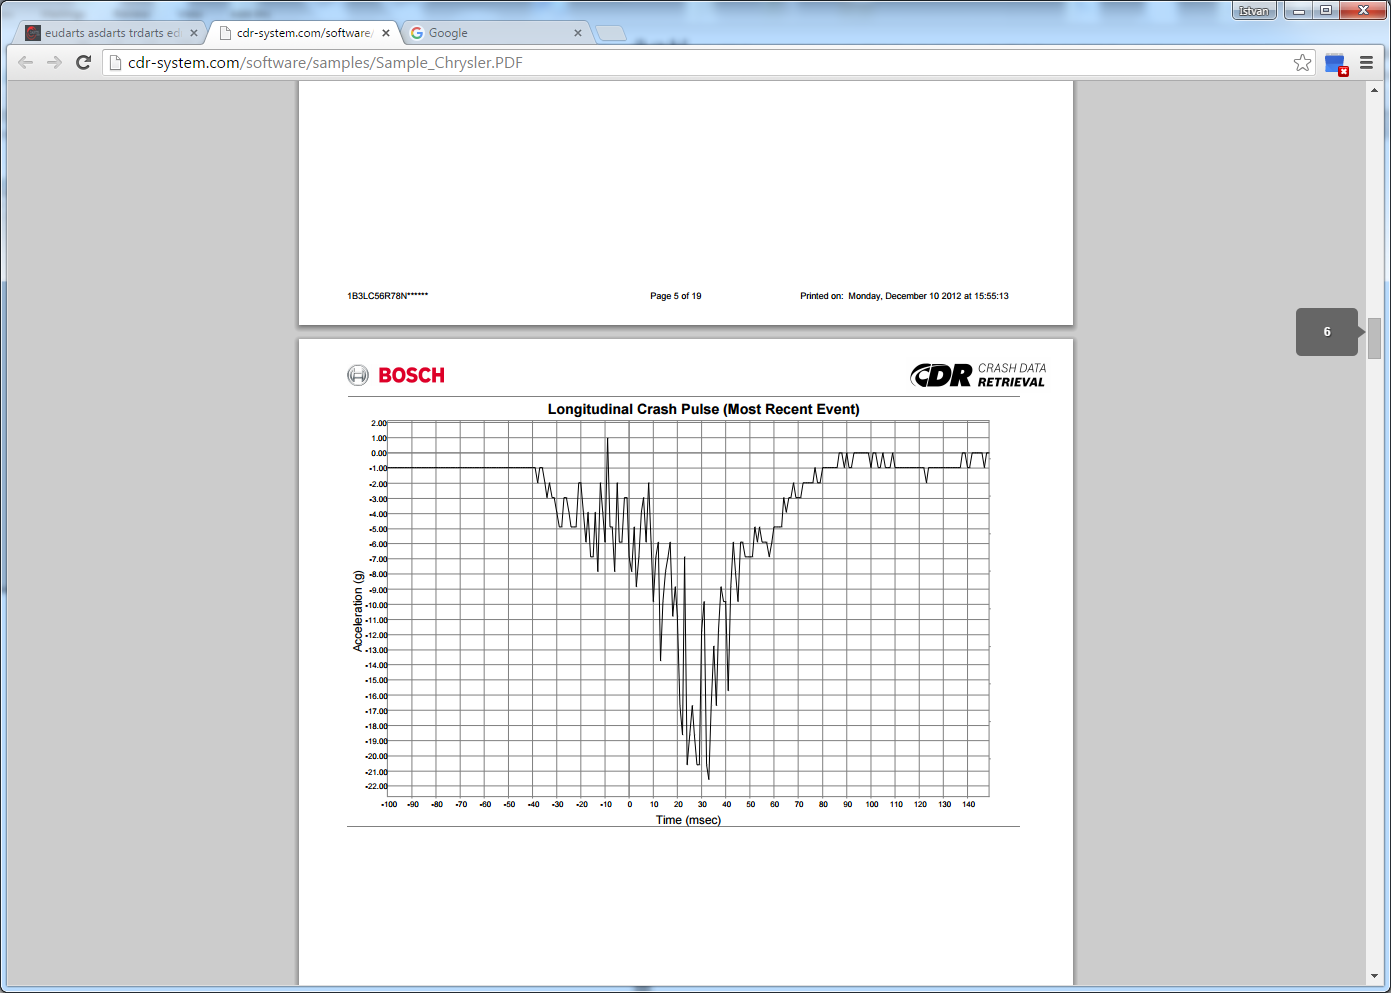 Istvan
eudarts asdarts trdarts ed
cdr-system.com/software/
Google
cdr-system.com/software/samples/Sample_Chrysler.PDF
1B3LC56R78N******
Page 5 of 19
Printed on: Monday, December 10 2012 at 15:55:13
6
BOSCH
CDR CRASH DATA
RETRIEVAL
Longitudinal Crash Pulse (Most Recent Event)
2.00
1.00
0.00
-1.00
-2.00
-3.00
-4.00
-5.00
-6.00
-7.00
-8.00
-9.00
-10.00
-11.00
-12.00
-13.00
-14.00
-15.00
-16.00
-17.00
-18.00
-19.00
-20.00
-21.00
-22.00
Acceleration (g)
-100 -90 -80 -70 -60 -50 -40 -30 -20 -10 0 10 20 30 40 50 60 70 80 90 100 110 120 130 140
Time (msec)